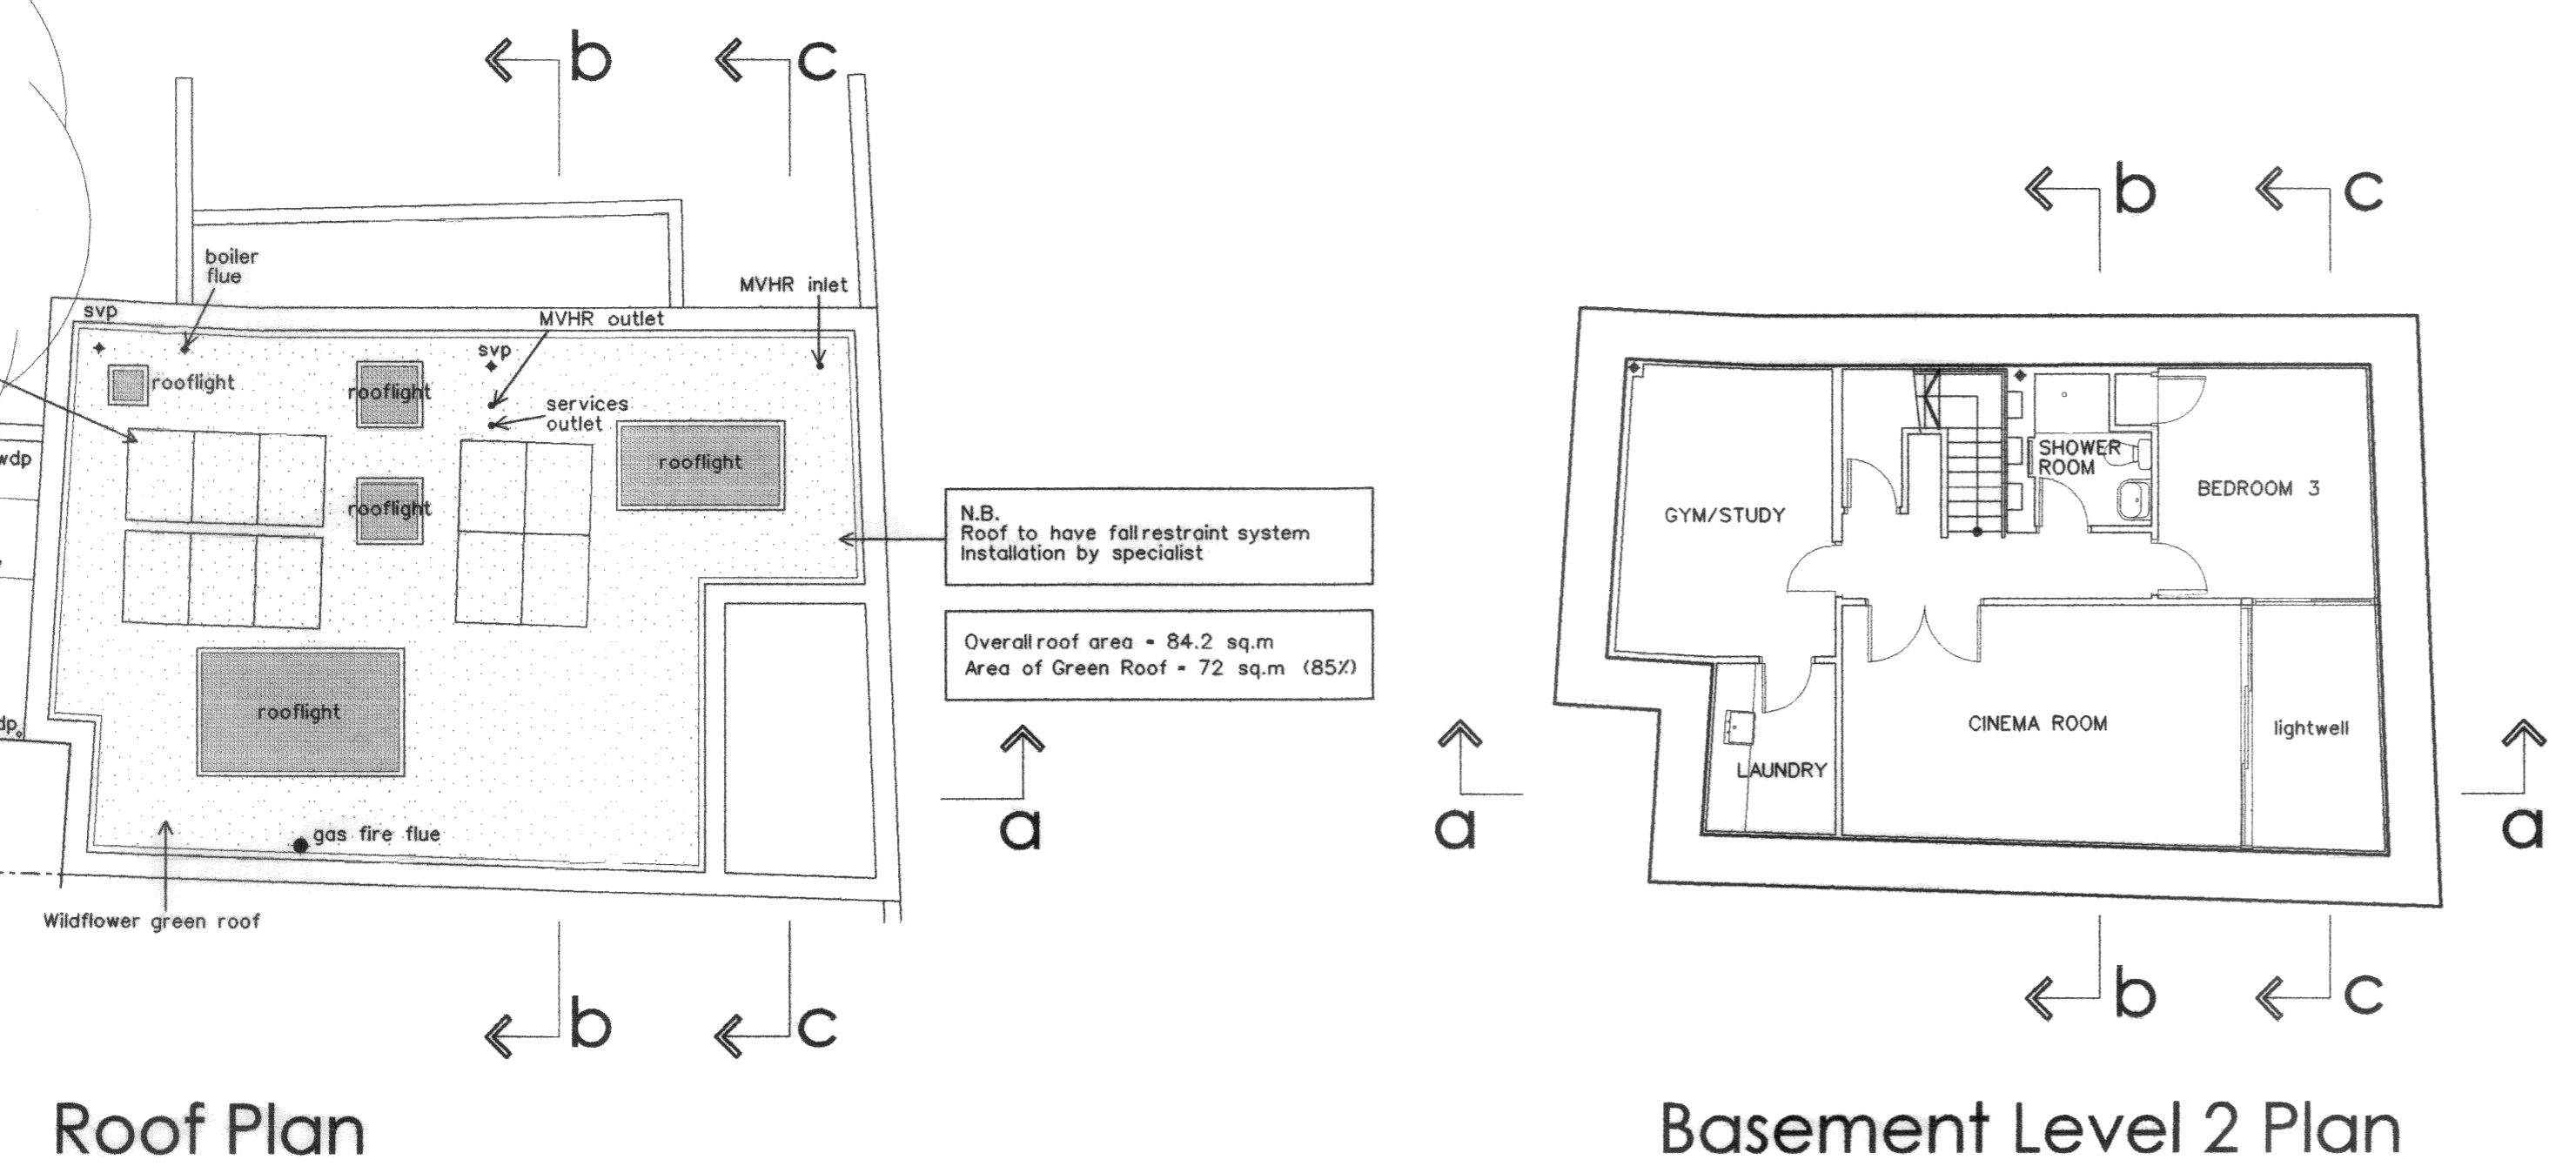 b
c
boiler
flue
MVHR inlet
svp
MVHR outlet
svp
rooflight
rooflight
services
outlet
rooflight
wdp
rooflight
N.B.
Roof to have fall restraint system
Installation by specialist
Overall roof area - 84.2 sq.m
Area of Green Roof - 72 sq.m (85%)
rooflight
dp
gas fire flue
a
Wildflower green roof
b
c
Roof Plan
b
c
SHOWER
ROOM
BEDROOM 3
GYM/STUDY
CINEMA ROOM
lightwell
LAUNDRY
a
a
b
c
Basement Level 2 Plan